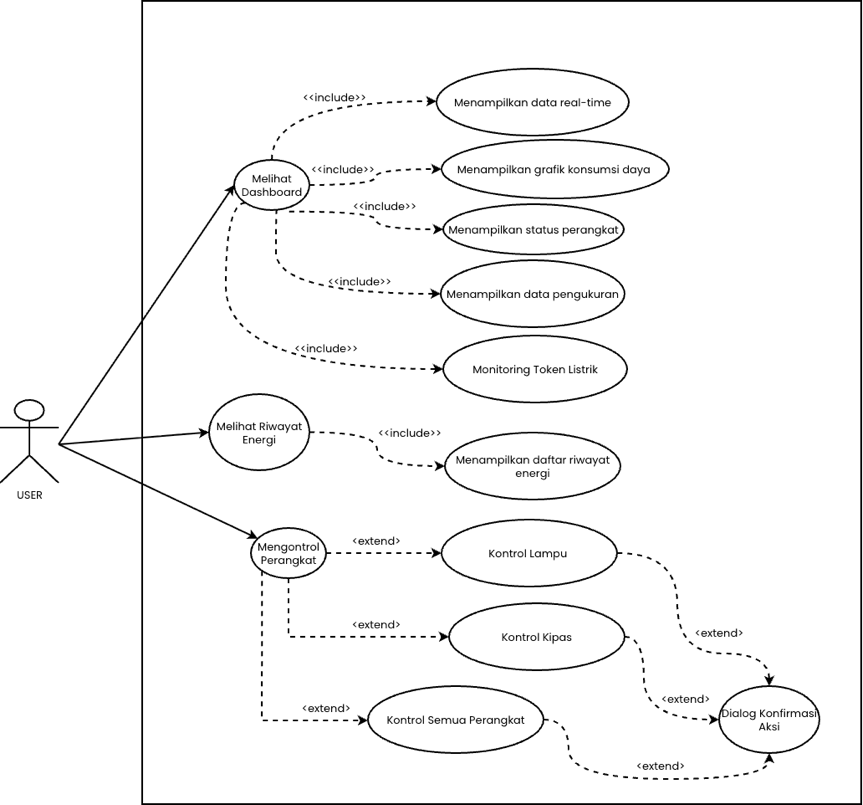 <<include>>
Menampilkan data real-time
Melihat
Dashboard
<<include>>
Menampilkan grafik konsumsi daya
<<include>>
Menampilkan status perangkat
<<include>>
Menampilkan data pengukuran
<<include>>
Monitoring Token Listrik
USER
Melihat Riwayat
Energi
<<include>>
Menampilkan daftar riwayat
energi
Mengontrol
Perangkat
<extend>
Kontrol Lampu
<extend>
Kontrol Kipas
<extend>
Kontrol Semua Perangkat
<extend>
<extend>
<extend>
Dialog Konfirmasi
Aksi